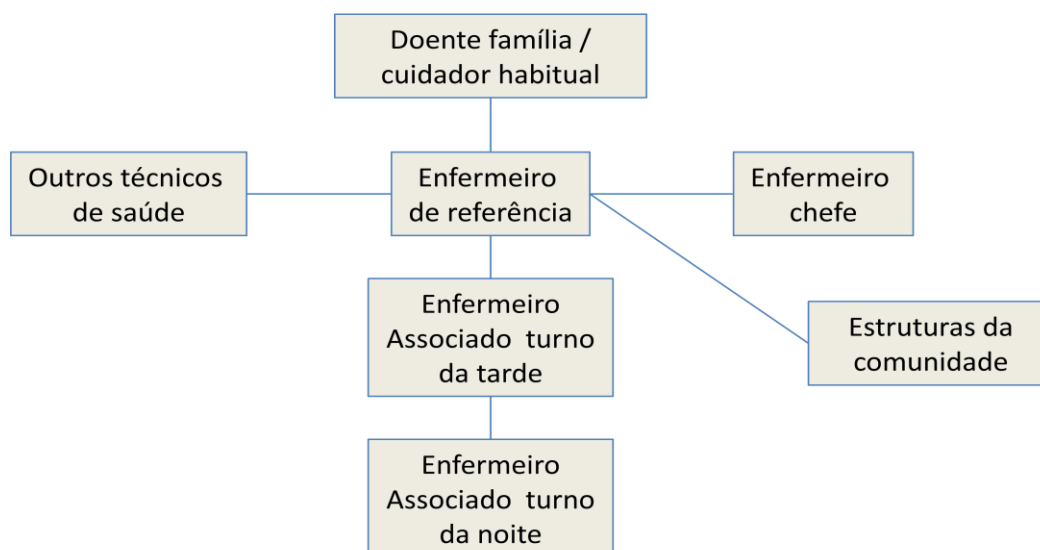 Doente família /
cuidador habitual
Outros técnicos
de saúde
Enfermeiro
de referência
Enfermeiro
chefe
Enfermeiro
Associado turno
da tarde
Estruturas da
comunidade
Enfermeiro
Associado turno
da noite